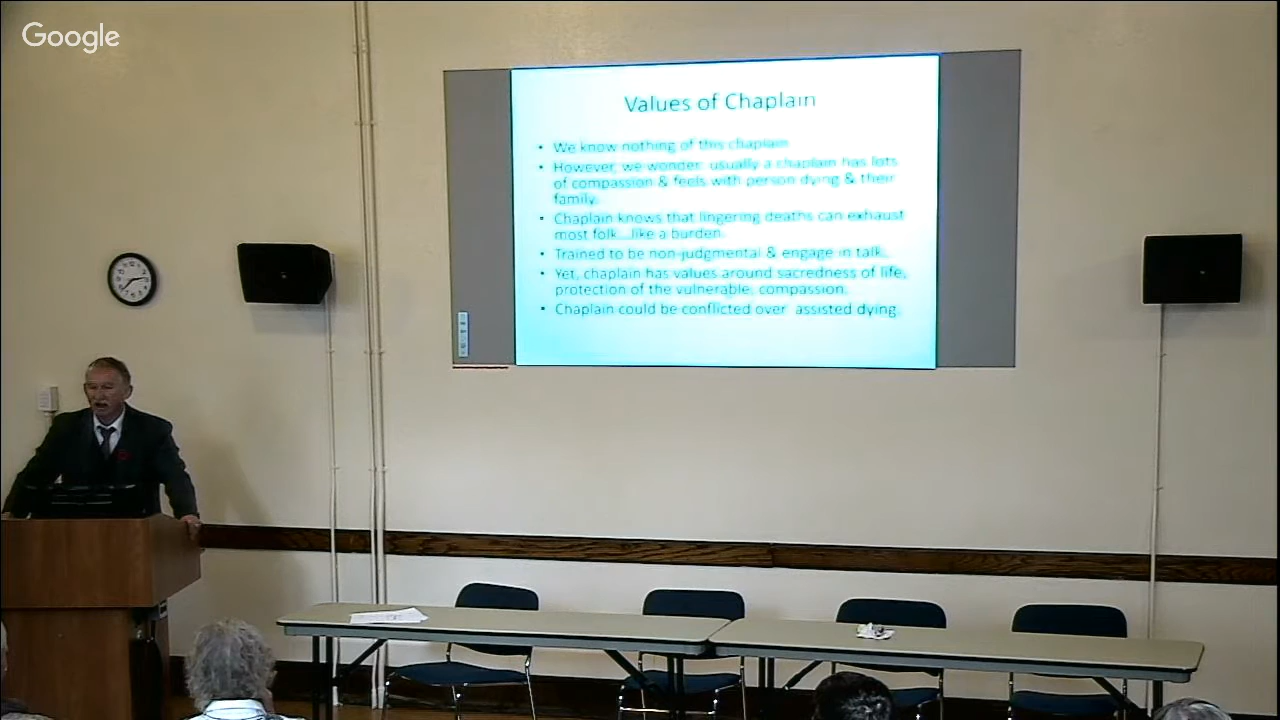 Google
Values of Chaplain
• We know nothing of this chaplain
• However, we wonder: usually a chaplain has lots
of compassion & feels with person dying & their
family.
• Chaplain knows that lingering deaths can exhaust
most folk...like a burden.
• Trained to be non-judgmental & engage in talk.
• Yet, chaplain has values around sacredness of life,
protection of the vulnerable, compassion.
• Chaplain could be conflicted over assisted dying.